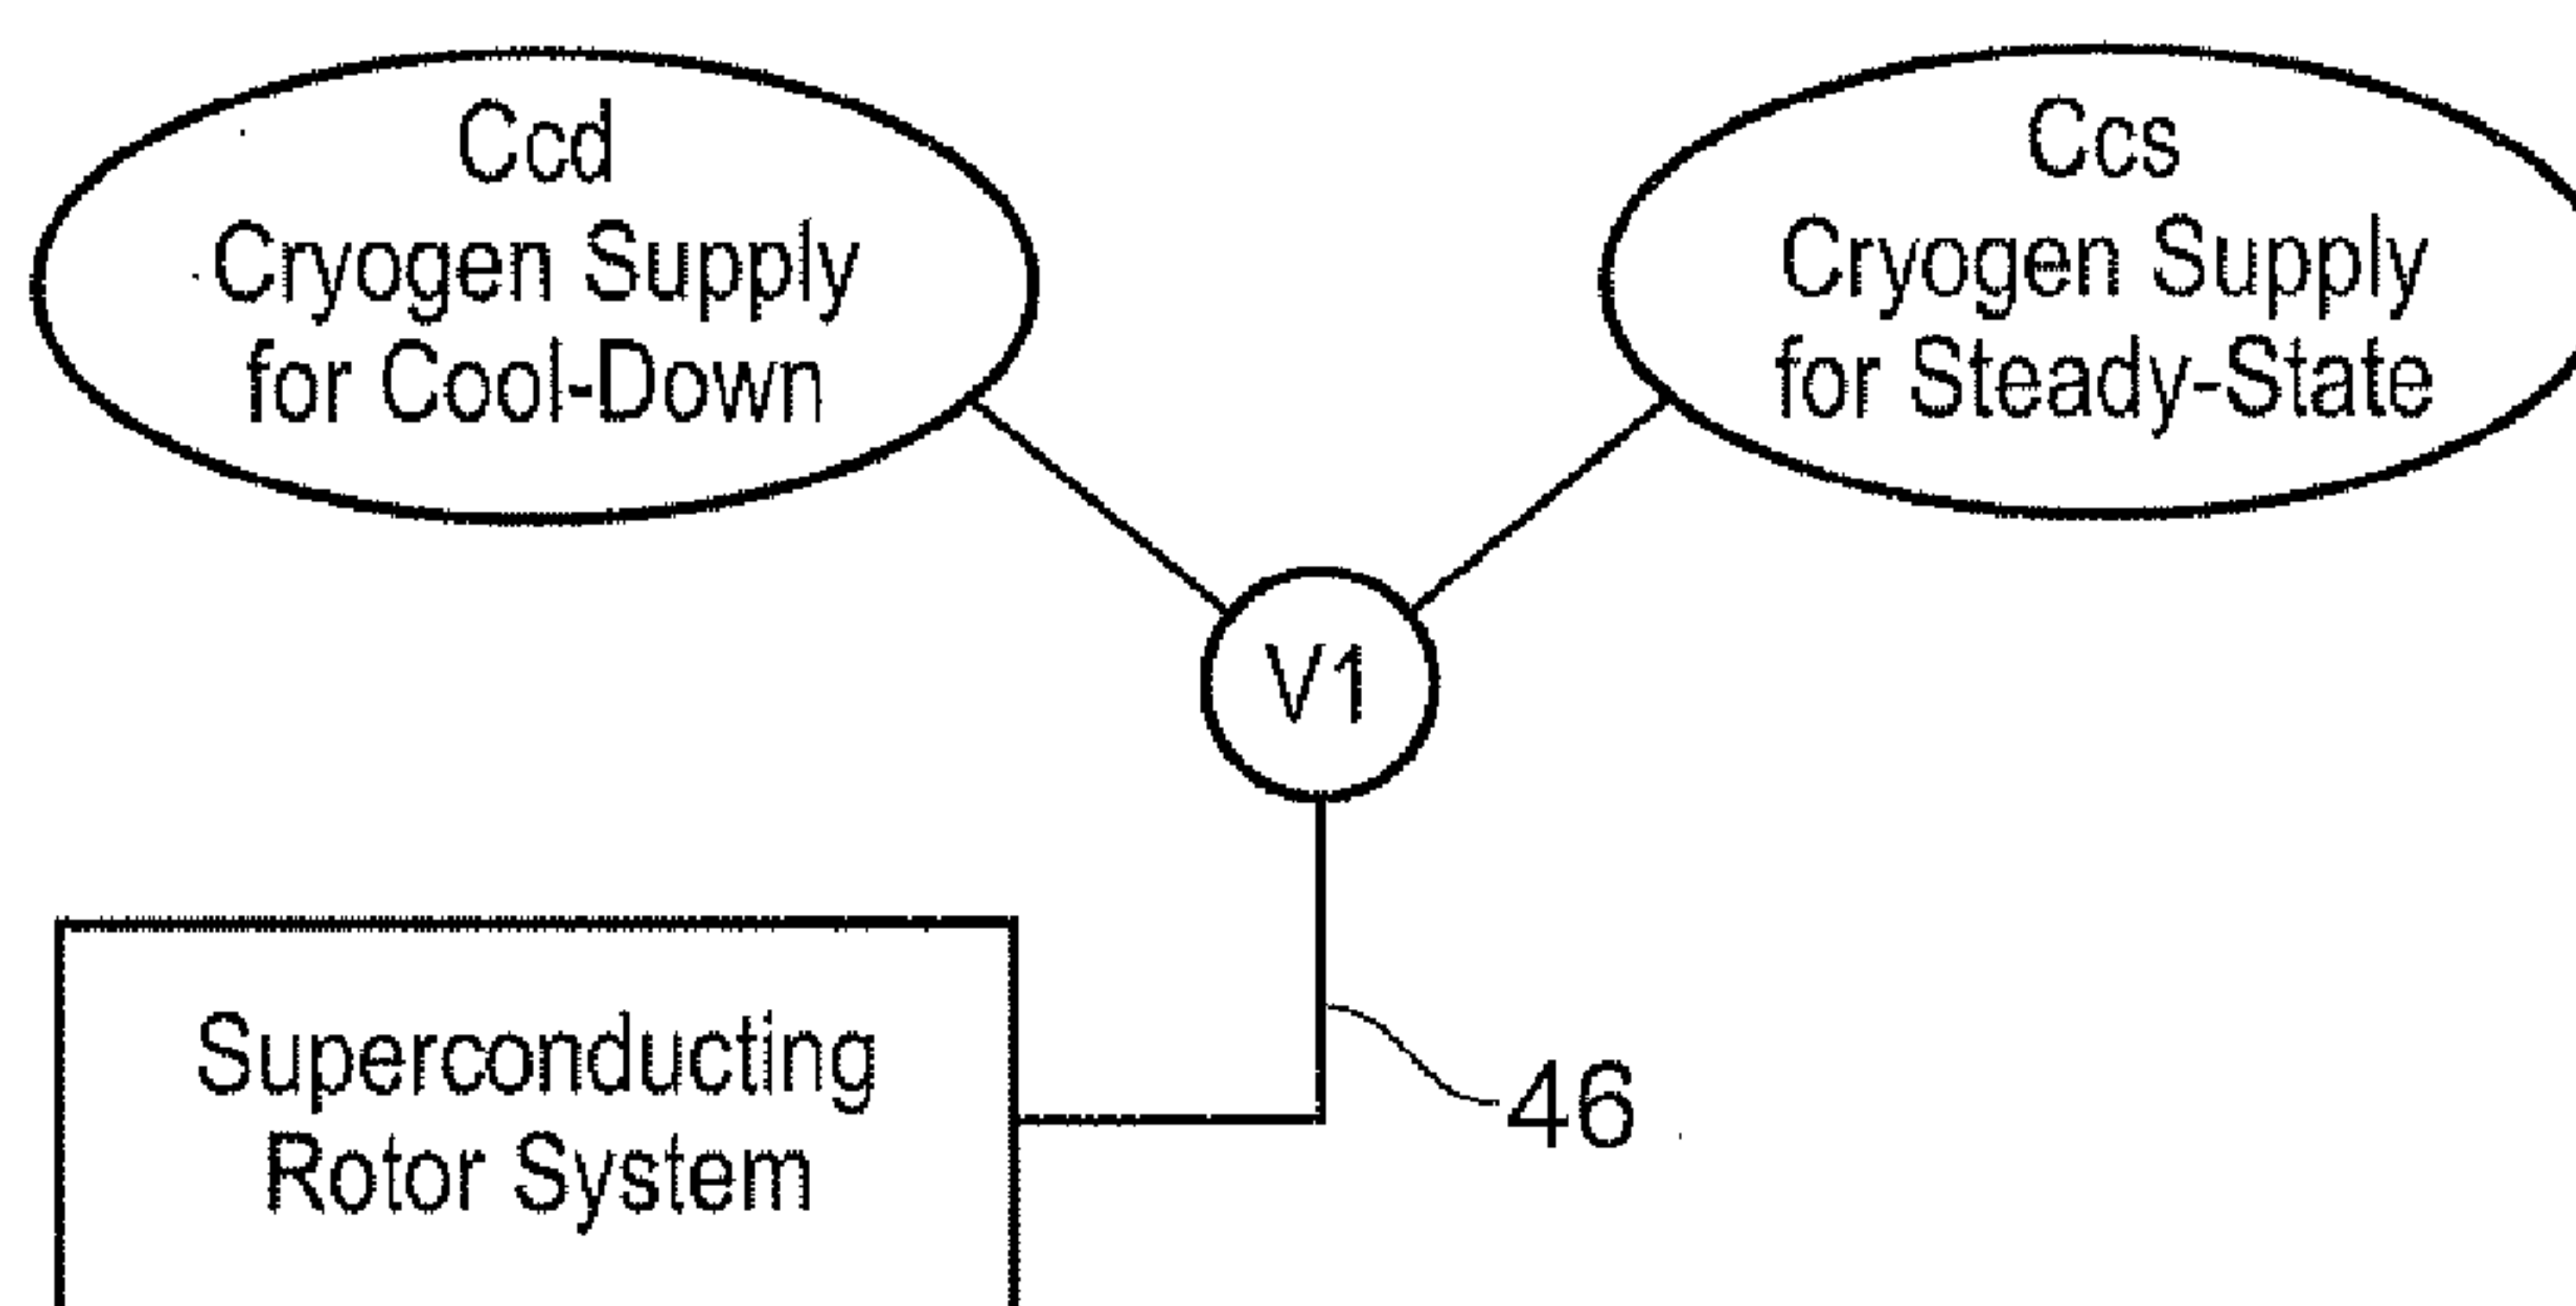 Ccd
Cryogen Supply
for Cool-Down
Ccs
Cryogen Supply
for Steady-State
V1
46
Superconducting
Rotor System